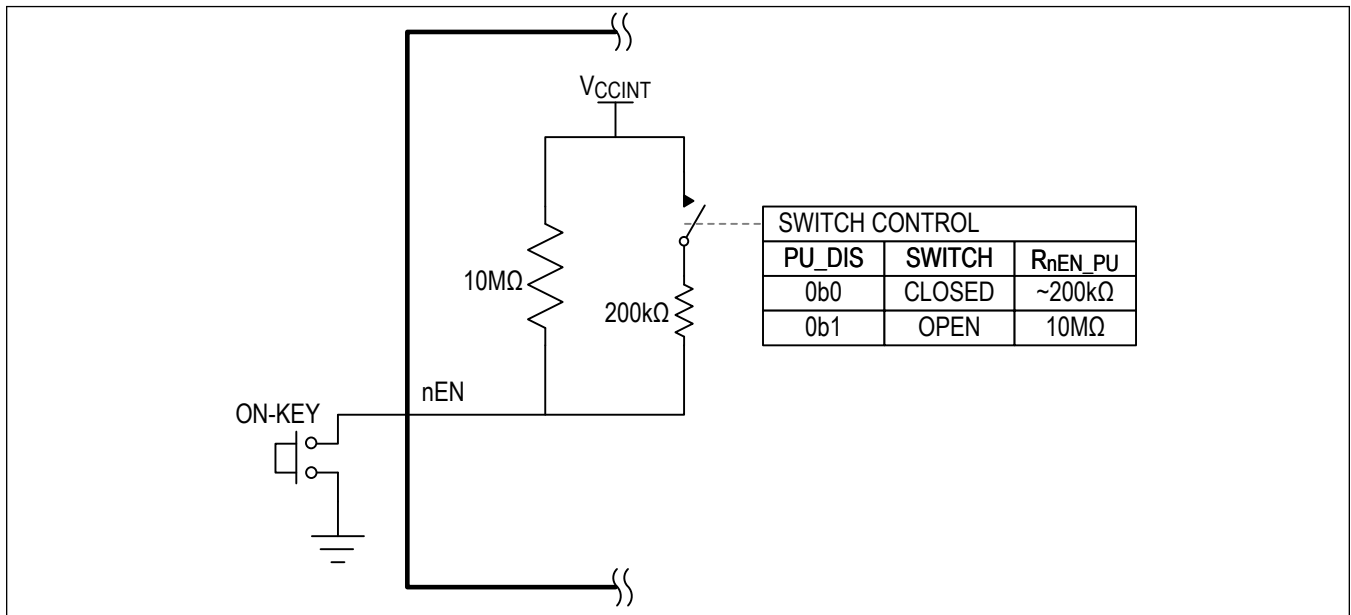 VCCINT
SWITCH CONTROL
PU_DIS SWITCH RnEN_PU
10MΩ
0b0 CLOSED ~200kΩ
200kΩ
0b1 OPEN 10MΩ
nEN
ON-KEY